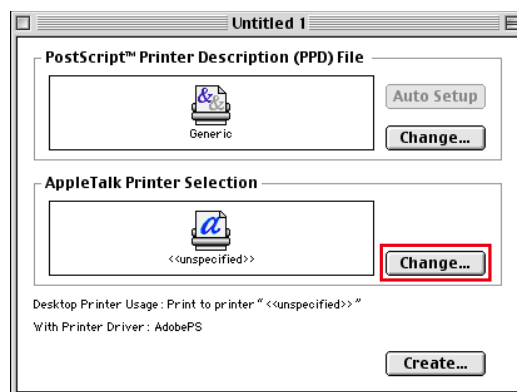 Untitled 1
PostScript™ Printer Description (PPD) File
Auto Setup
Generic
Change...
AppleTalk Printer Selection
<<unspecified>>
Change...
Desktop Printer Usage : Print to printer “ <<unspecified>> ”
With Printer Driver : AdobePS
Create...